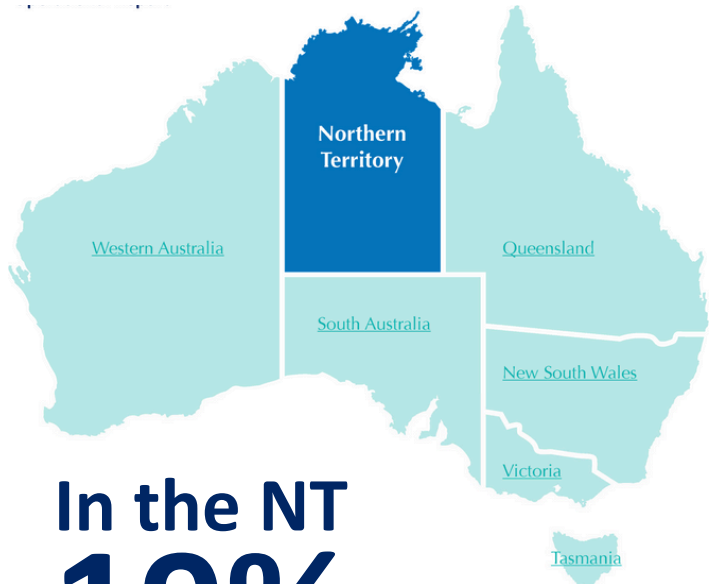 Northern
Territory
Western Australia
Queensland
South Australia
New South Wales
Victoria
In the NT
Tasmania